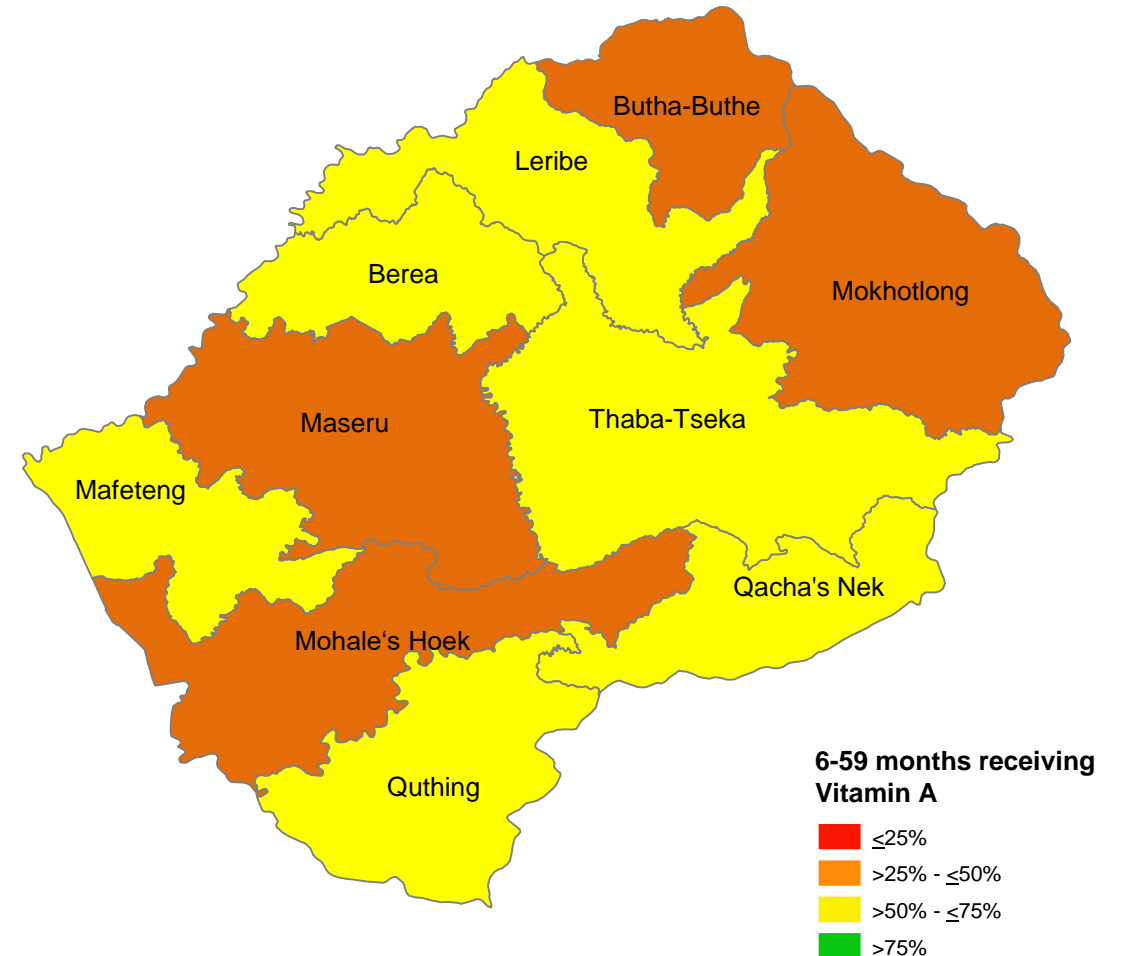 Butha-Buthe
Leribe
Berea
Mokhotlong
Maseru
Thaba-Tseka
Mafeteng
Qacha's Nek
Mohale‘s Hoek
Quthing
6-59 months receiving
Vitamin A
≤25%
>25% - ≤50%
>50% - ≤75%
>75%